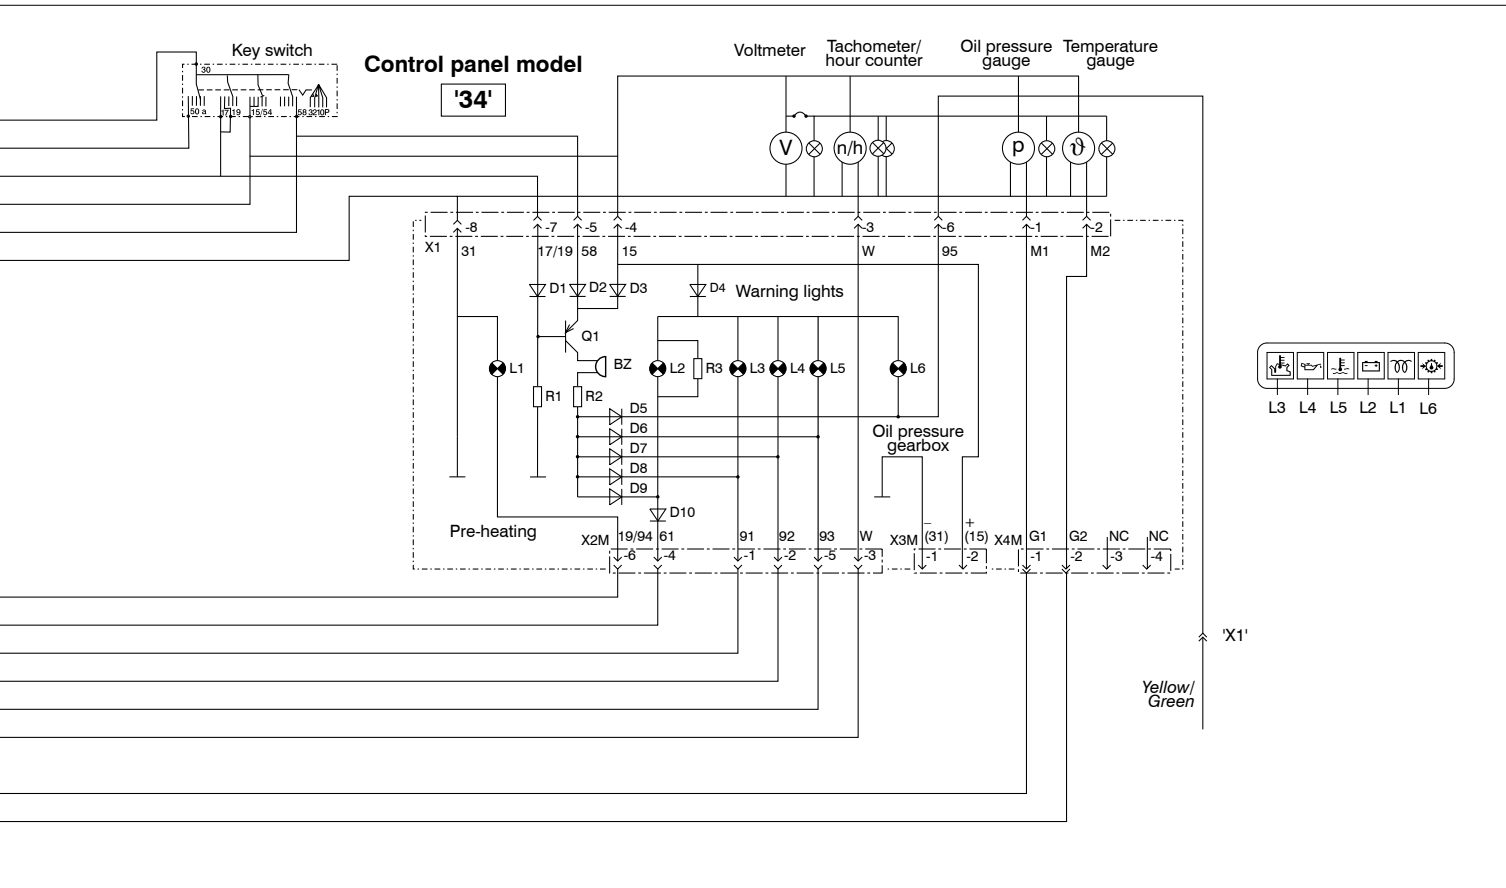 Key switch
Control panel model
'34'
Voltmeter
Tachometer/
hour counter
Oil pressure
gauge
Temperature
gauge
30
50 a
17/19
15/54
58
3210P
V
n/h
p
ϑ
X1
-8
-7
-5
-4
-3
-6
-1
-2
31
17/19
58
15
W
95
M1
M2
D1
D2
D3
D4
Warning lights
Q1
BZ
L1
L2
R3
L3
L4
L5
L6
R1
R2
D5
D6
D7
D8
D9
D10
Oil pressure
gearbox
Pre-heating
X2M
19/94
61
91
92
93
W
X3M
−
(31)
+
(15)
X4M
G1
G2
NC
NC
-6
-4
-1
-2
-5
-3
-1
-2
-1
-2
-3
-4
L3
L4
L5
L2
L1
L6
'X1'
Yellow/
Green